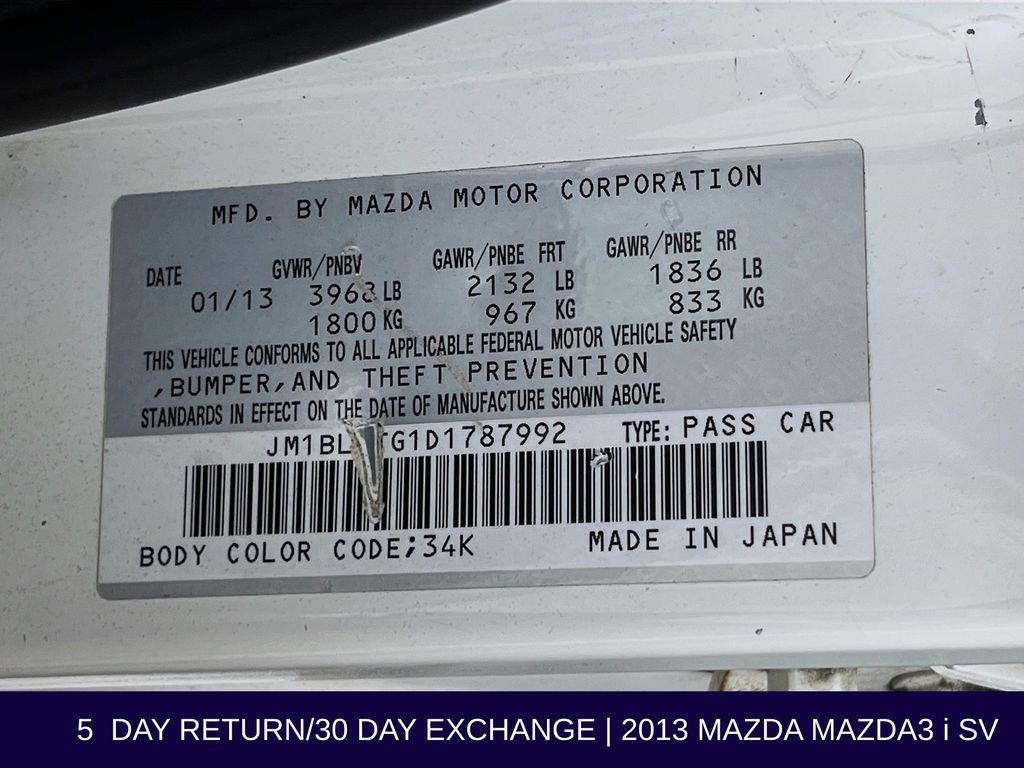 MFD. BY MAZDA MOTOR CORPORATION
DATE GVWR/PNBV GAWR/PNBE FRT GAWR/PNBE RR
01/13 3968 LB 2132 LB 1836 LB
1800 KG 967 KG 833 KG
THIS VEHICLE CONFORMS TO ALL APPLICABLE FEDERAL MOTOR VEHICLE SAFETY
,BUMPER,AND THEFT PREVENTION
STANDARDS IN EFFECT ON THE DATE OF MANUFACTURE SHOWN ABOVE.
TYPE: PASS CAR
BODY COLOR CODE;34K MADE IN JAPAN
5 DAY RETURN/30 DAY EXCHANGE | 2013 MAZDA MAZDA3 i SV